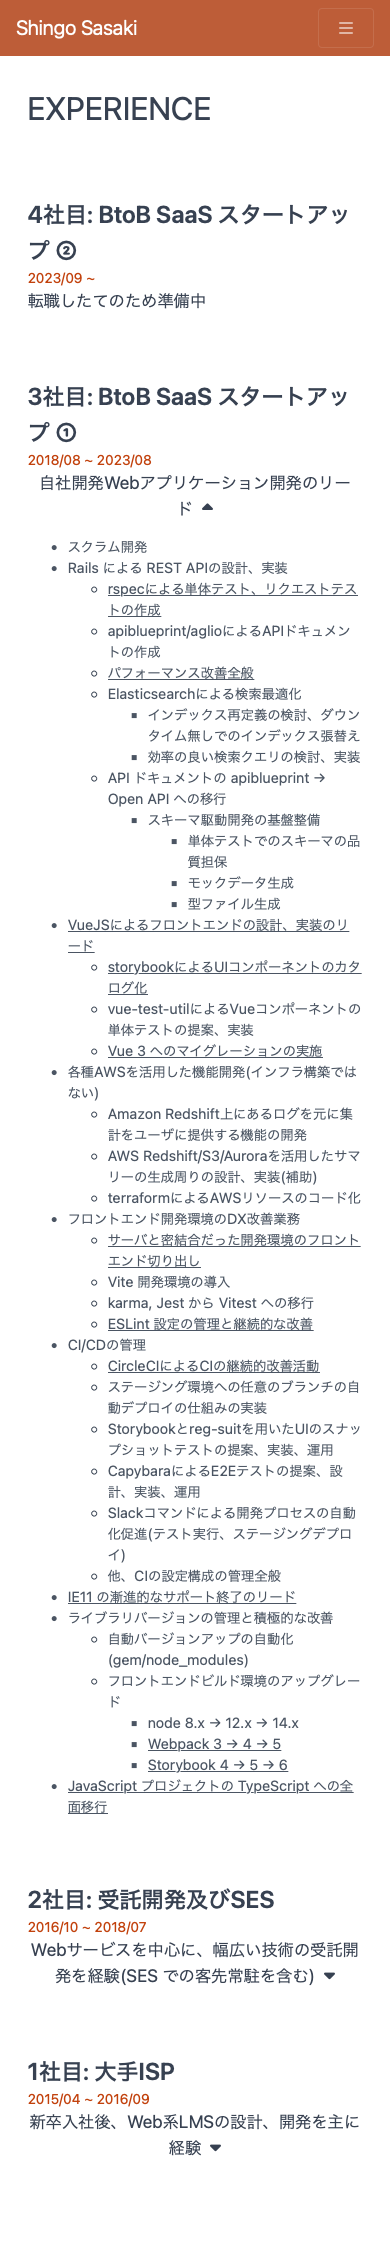 Shingo Sasaki
EXPERIENCE
4社目: BtoB SaaS スタートアッ
プ ②
2023/09 ~
転職したてのため準備中
3社目: BtoB SaaS スタートアッ
プ ①
2018/08 ~ 2023/08
自社開発Webアプリケーション開発のリー
ド
スクラム開発
Rails による REST APIの設計、実装
rspecによる単体テスト、リクエストテス
トの作成
apiblueprint/aglioによるAPIドキュメン
トの作成
パフォーマンス改善全般
Elasticsearchによる検索最適化
インデックス再定義の検討、ダウン
タイム無しでのインデックス張替え
効率の良い検索クエリの検討、実装
API ドキュメントの apiblueprint →
Open API への移行
スキーマ駆動開発の基盤整備
単体テストでのスキーマの品
質担保
モックデータ生成
型ファイル生成
VueJSによるフロントエンドの設計、実装のリ
ード
storybookによるUIコンポーネントのカタ
ログ化
vue-test-utilによるVueコンポーネントの
単体テストの提案、実装
Vue 3 へのマイグレーションの実施
各種AWSを活用した機能開発(インフラ構築では
ない)
Amazon Redshift上にあるログを元に集
計をユーザに提供する機能の開発
AWS Redshift/S3/Auroraを活用したサマ
リーの生成周りの設計、実装(補助)
terraformによるAWSリソースのコード化
フロントエンド開発環境のDX改善業務
サーバと密結合だった開発環境のフロント
エンド切り出し
Vite 開発環境の導入
karma, Jest から Vitest への移行
ESLint 設定の管理と継続的な改善
CI/CDの管理
CircleCIによるCIの継続的改善活動
ステージング環境への任意のブランチの自
動デプロイの仕組みの実装
Storybookとreg-suitを用いたUIのスナッ
プショットテストの提案、実装、運用
CapybaraによるE2Eテストの提案、設
計、実装、運用
Slackコマンドによる開発プロセスの自動
化促進(テスト実行、ステージングデプロ
イ)
他、CIの設定構成の管理全般
IE11 の漸進的なサポート終了のリード
ライブラリバージョンの管理と積極的な改善
自動バージョンアップの自動化
(gem/node_modules)
フロントエンドビルド環境のアップグレー
ド
node 8.x → 12.x → 14.x
Webpack 3 → 4 → 5
Storybook 4 → 5 → 6
JavaScript プロジェクトの TypeScript への全
面移行
2社目: 受託開発及びSES
2016/10 ~ 2018/07
Webサービスを中心に、幅広い技術の受託開
発を経験(SES での客先常駐を含む)
1社目: 大手ISP
2015/04 ~ 2016/09
新卒入社後、Web系LMSの設計、開発を主に
経験